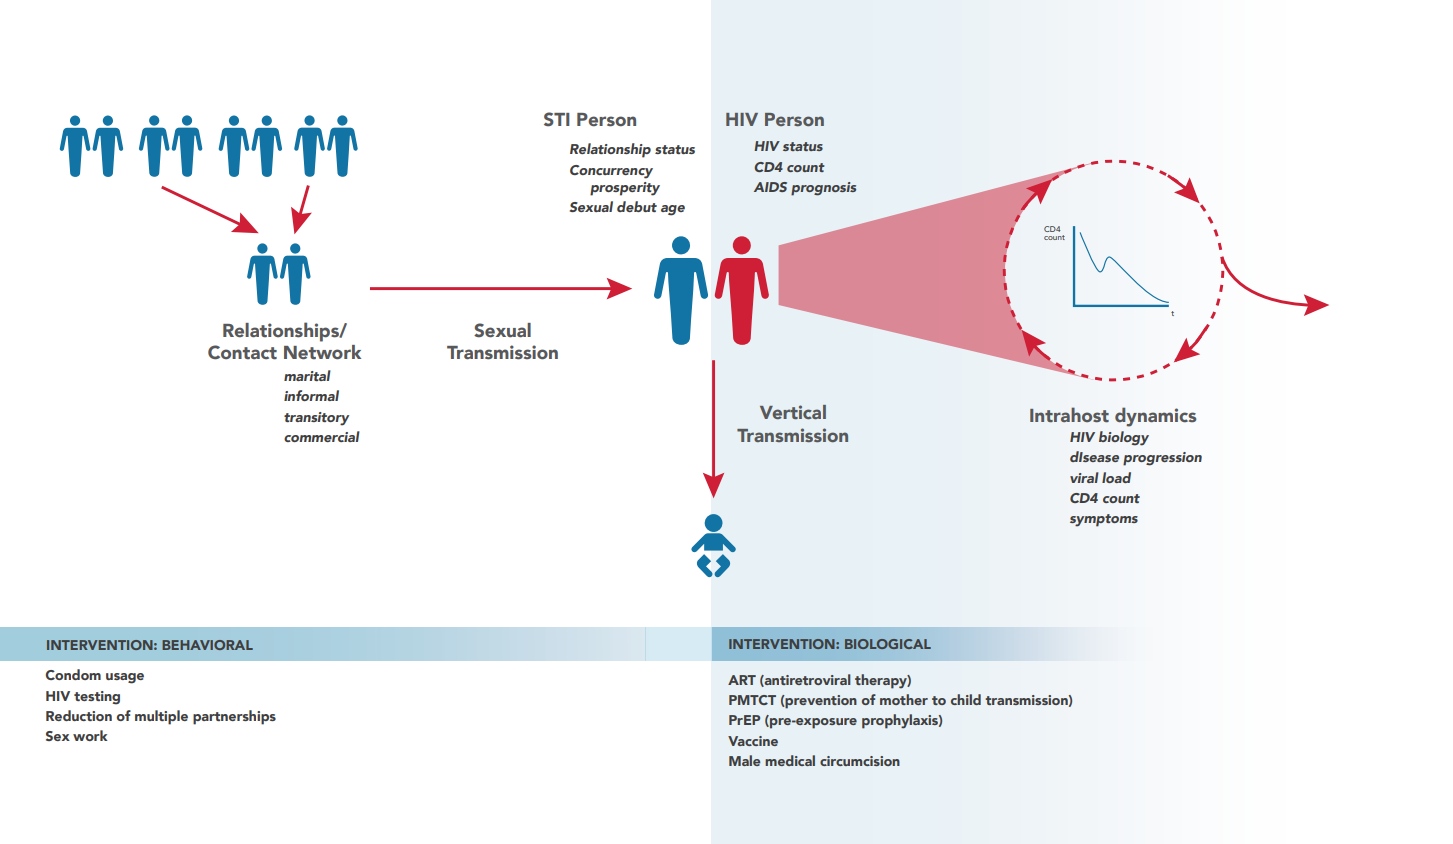 STI Person
Relationship status
Concurrency
prosperity
Sexual debut age
HIV Person
HIV status
CD4 count
AIDS prognosis
CD4
count
t
Relationships/
Contact Network
marital
informal
transitory
commercial
Sexual
Transmission
Vertical
Transmission
Intrahost dynamics
HIV biology
dIsease progression
viral load
CD4 count
symptoms
INTERVENTION: BEHAVIORAL
Condom usage
HIV testing
Reduction of multiple partnerships
Sex work
INTERVENTION: BIOLOGICAL
ART (antiretroviral therapy)
PMTCT (prevention of mother to child transmission)
PrEP (pre-exposure prophylaxis)
Vaccine
Male medical circumcision